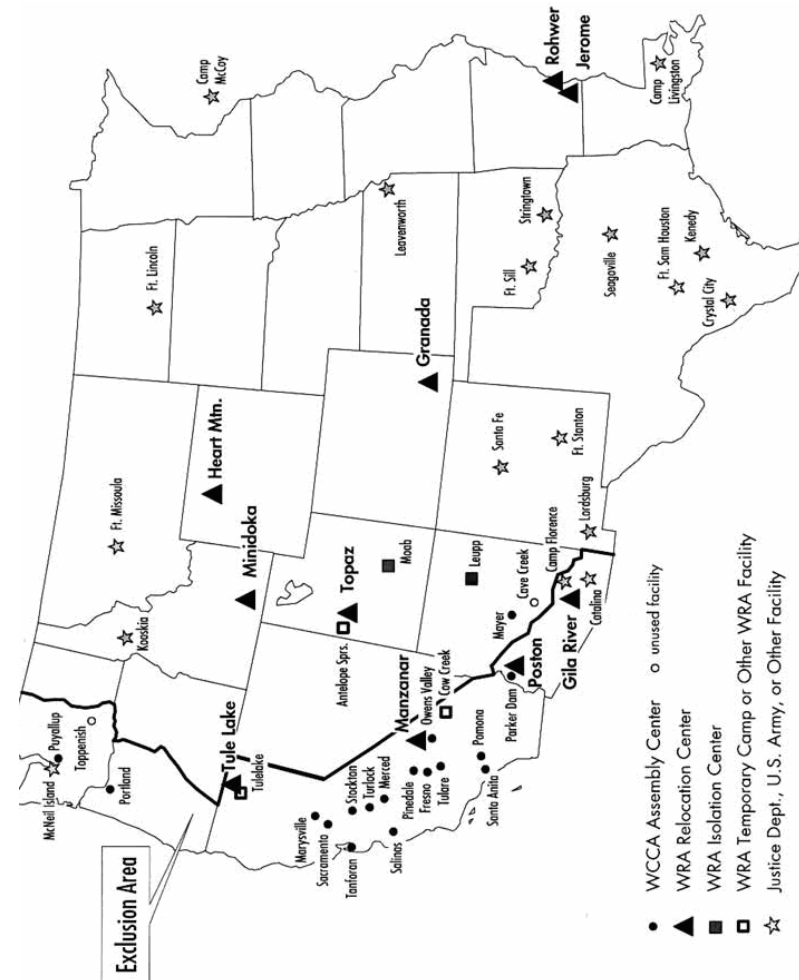 McNeil Island
Puyallup
Toppenish
Portland
Exclusion Area
Kooskia
Ft. Missoula
Ft. Lincoln
Camp
McCoy
Heart Mtn.
Minidoka
Tule Lake
Tulelake
Marysville
Sacramento
Tanforan
Stockton
Turlock
Merced
Salinas
Pinedale
Fresno
Tulare
Manzanar
Owens Valley
Cow Creek
Antelope Sprs.
Topaz
Moab
Granada
Leavenworth
Santa Anita
Pomona
Parker Dam
Poston
Mayer
Leupp
Cave Creek
Camp Florence
Gila River
Catalina
Lordsburg
Santa Fe
Ft. Stanton
Ft. Sill
Stringtown
Seagoville
Ft. Sam Houston
Kenedy
Crystal City
Rohwer
Jerome
Camp
Livingston
WCCA Assembly Center
unused facility
WRA Relocation Center
WRA Isolation Center
WRA Temporary Camp or Other WRA Facility
Justice Dept., U.S. Army, or Other Facility